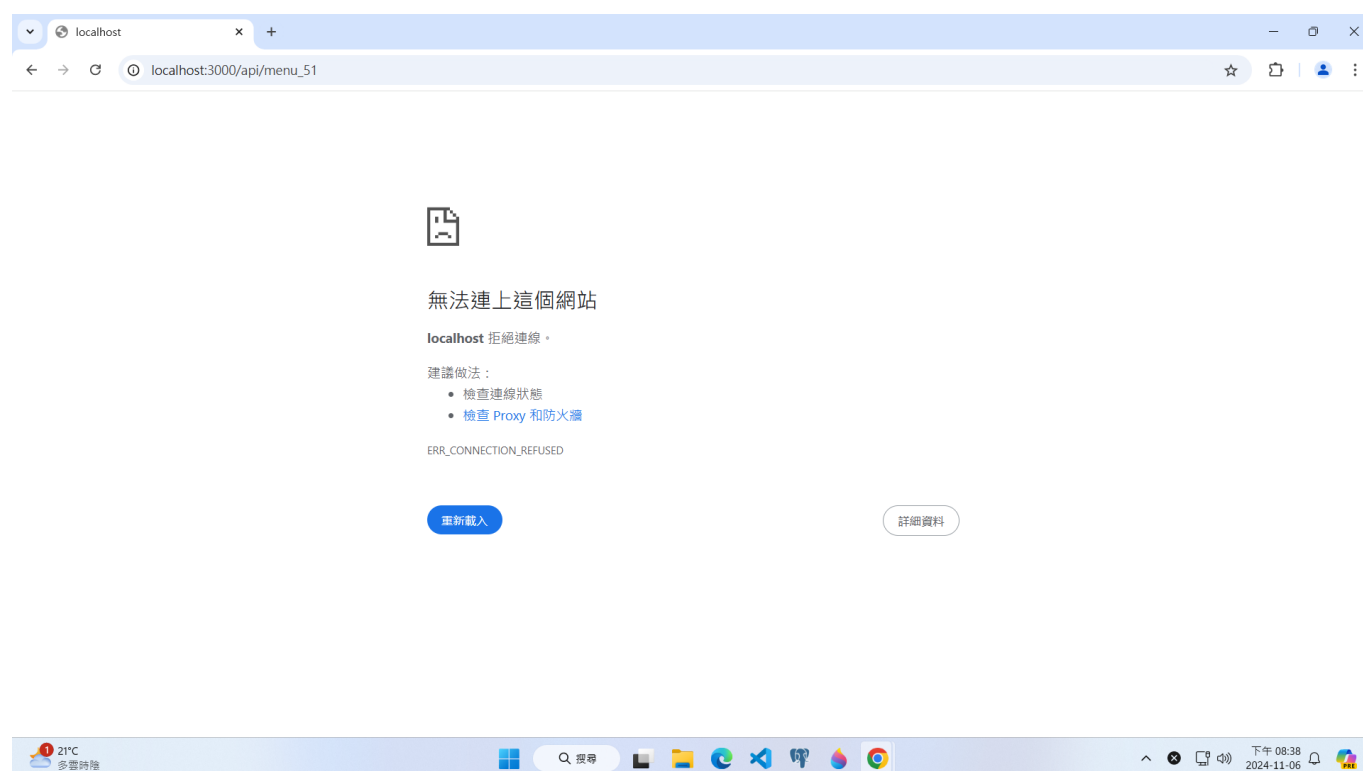 localhost
localhost:3000/api/menu_51
無法連上這個網站
localhost 拒絕連線。
建議做法：
檢查連線狀態
檢查 Proxy 和防火牆
ERR_CONNECTION_REFUSED
重新載入
詳細資料
1
21°C
多雲時陰
搜尋
下午 08:38
2024-11-06
PRE